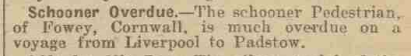 Schooner Overdue.—The schooner Pedestrian,
of Fowey, Cornwall, is much overdue on a
voyage from Liverpool to Padstow.